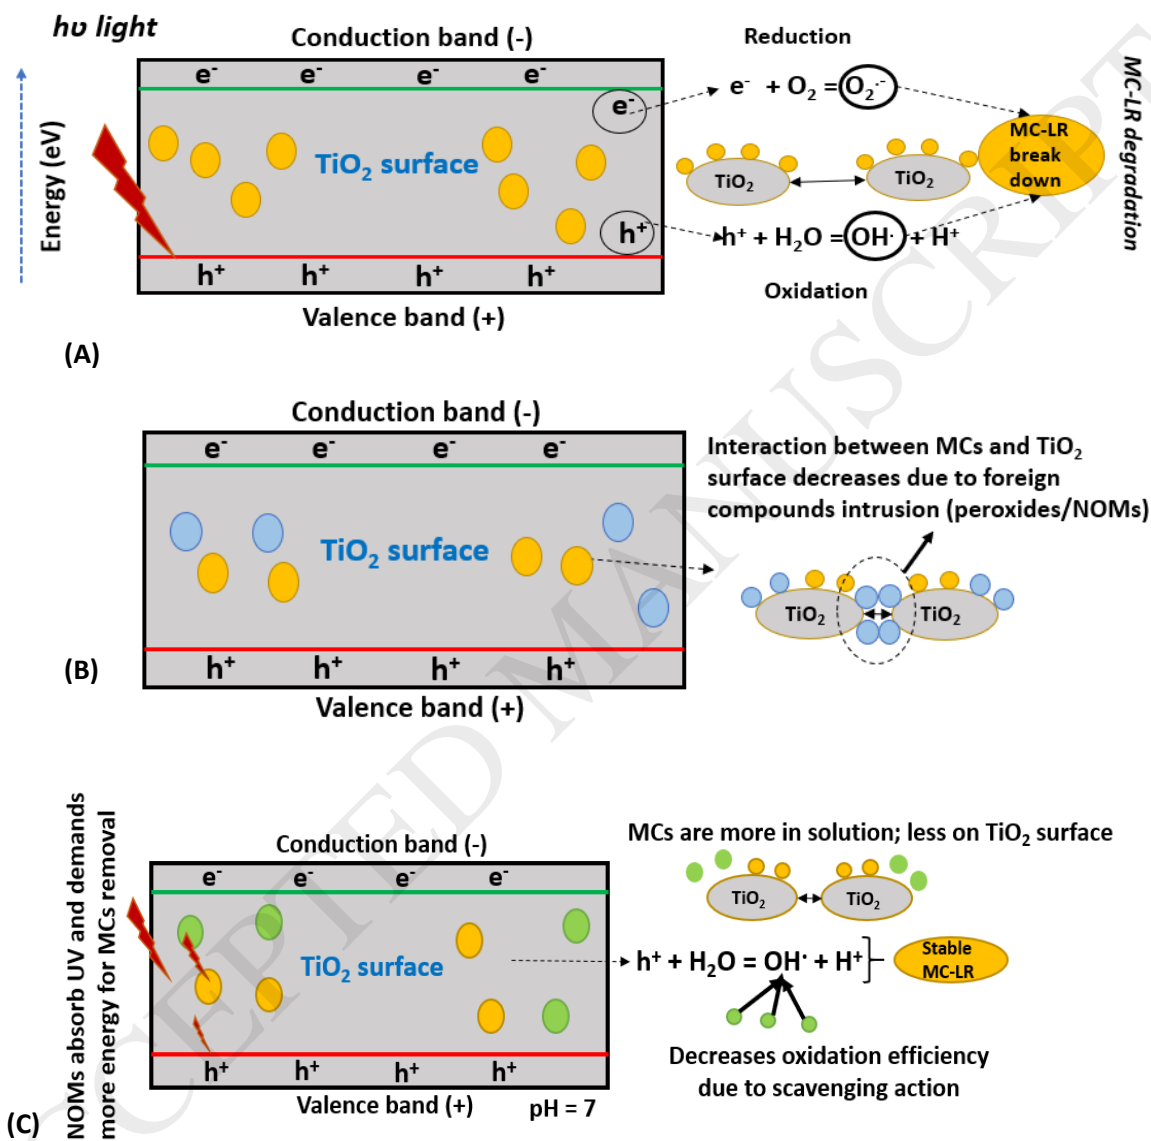 hυ light
Conduction band (-)
e⁻ e⁻ e⁻ e⁻
Energy (eV)
TiO₂ surface
e⁻
h⁺
h⁺ h⁺ h⁺ h⁺
Valence band (+)
Reduction
e⁻ + O₂ = O₂·⁻
TiO₂
TiO₂
MC-LR
break
down
h⁺ + H₂O = OH· + H⁺
Oxidation
MC-LR degradation
(A)
Conduction band (-)
e⁻ e⁻ e⁻ e⁻
TiO₂ surface
h⁺ h⁺ h⁺ h⁺
Valence band (+)
Interaction between MCs and TiO₂
surface decreases due to foreign
compounds intrusion (peroxides/NOMs)
TiO₂
TiO₂
(B)
NOMs absorb UV and demands
more energy for MCs removal
Conduction band (-)
e⁻ e⁻ e⁻ e⁻
TiO₂ surface
h⁺ h⁺ h⁺ h⁺
Valence band (+)
pH = 7
MCs are more in solution; less on TiO₂ surface
TiO₂
TiO₂
h⁺ + H₂O = OH· + H⁺
Stable
MC-LR
Decreases oxidation efficiency
due to scavenging action
(C)
CCEPTED MANUSCRIPT